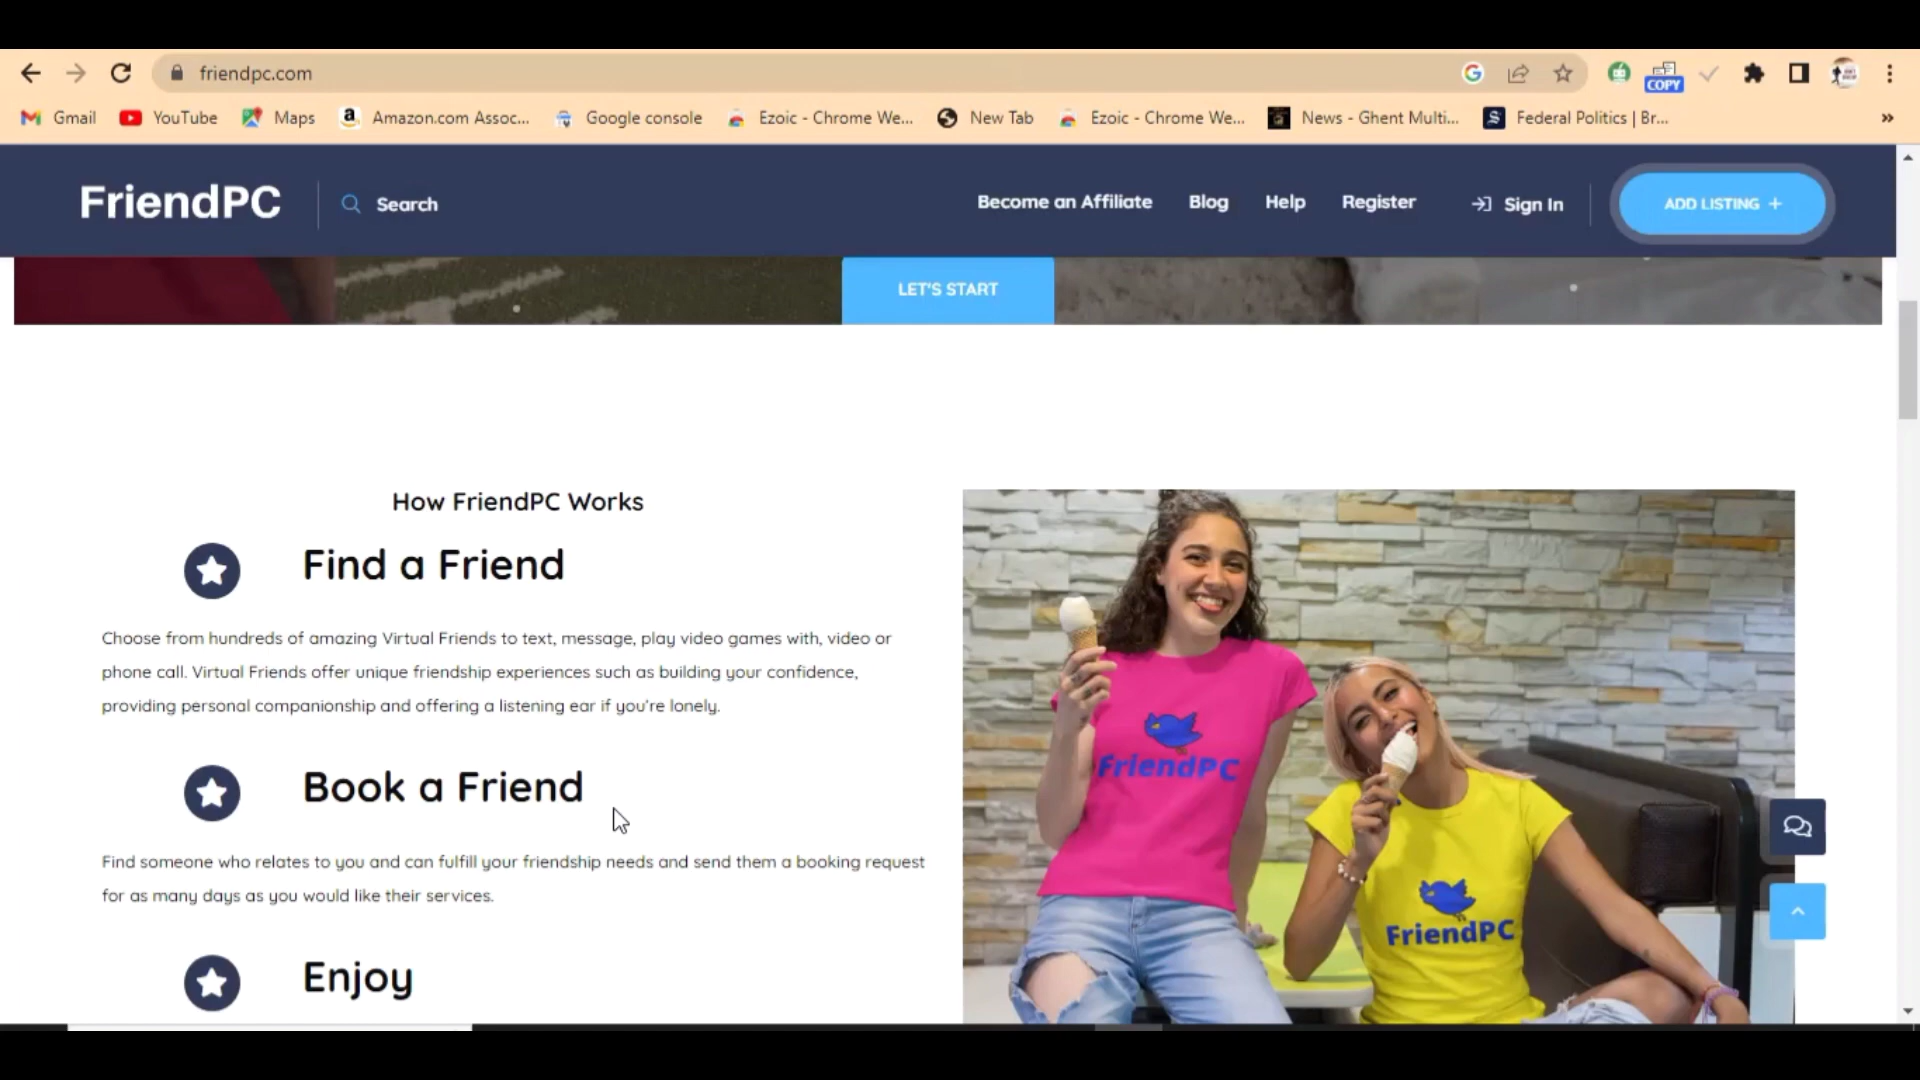 friendpc.com
COPY
Gmail
YouTube
Maps
Amazon.com Assoc...
Google console
Ezoic - Chrome We...
New Tab
Ezoic - Chrome We...
News - Ghent Multi...
Federal Politics | Br...
»
FriendPC
Search
Become an Affiliate
Blog
Help
Register
Sign In
ADD LISTING +
LET'S START
How FriendPC Works
Find a Friend
Choose from hundreds of amazing Virtual Friends to text, message, play video games with, video or
phone call. Virtual Friends offer unique friendship experiences such as building your confidence,
providing personal companionship and offering a listening ear if you're lonely.
Book a Friend
Find someone who relates to you and can fulfill your friendship needs and send them a booking request
for as many days as you would like their services.
Enjoy
FriendPC
FriendPC